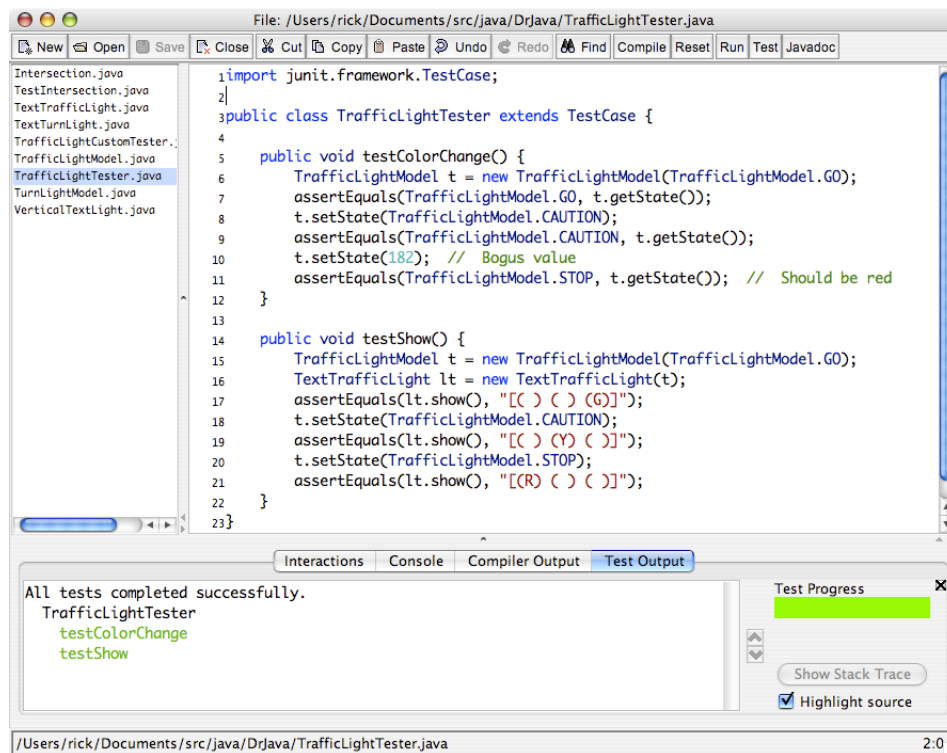 File: /Users/rick/Documents/src/java/DrJava/TrafficLightTester.java
New Open Save Close Cut Copy Paste Undo Redo Find Compile Reset Run Test Javadoc
Intersection.java
TestIntersection.java
TextTrafficLight.java
TextTurnLight.java
TrafficLightCustomTester.
TrafficLightModel.java
TrafficLightTester.java
TurnLightModel.java
VerticalTextLight.java
1 import junit.framework.TestCase;
2
3 public class TrafficLightTester extends TestCase {
4
5     public void testColorChange() {
6         TrafficLightModel t = new TrafficLightModel(TrafficLightModel.GO);
7         assertEquals(TrafficLightModel.GO, t.getState());
8         t.setState(TrafficLightModel.CAUTION);
9         assertEquals(TrafficLightModel.CAUTION, t.getState());
10         t.setState(182);  //  Bogus value
11         assertEquals(TrafficLightModel.STOP, t.getState());  //  Should be red
12     }
13
14     public void testShow() {
15         TrafficLightModel t = new TrafficLightModel(TrafficLightModel.GO);
16         TextTrafficLight lt = new TextTrafficLight(t);
17         assertEquals(lt.show(), "[( ) ( ) (G)]");
18         t.setState(TrafficLightModel.CAUTION);
19         assertEquals(lt.show(), "[( ) (Y) ( )]");
20         t.setState(TrafficLightModel.STOP);
21         assertEquals(lt.show(), "[(R) ( ) ( )]");
22     }
23 }
Interactions Console Compiler Output Test Output
All tests completed successfully.
TrafficLightTester
testColorChange
testShow
Test Progress
Show Stack Trace
Highlight source
/Users/rick/Documents/src/java/DrJava/TrafficLightTester.java 2:0